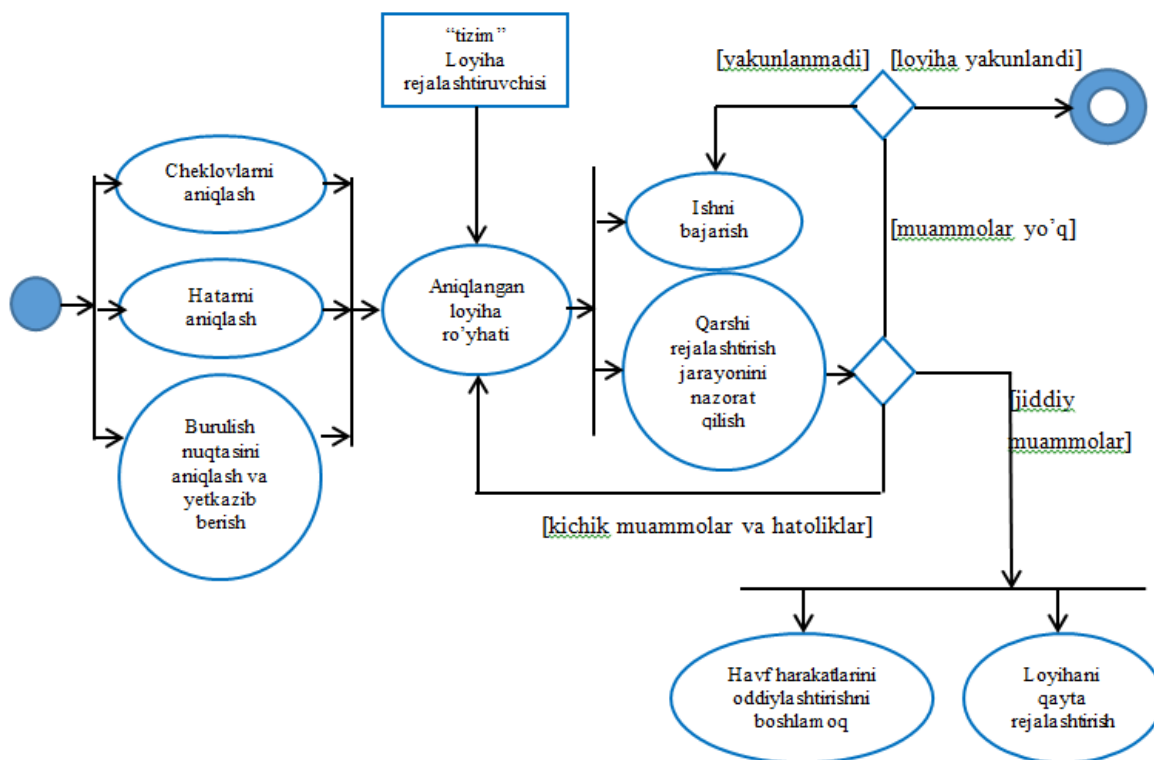 “tizim”
Loyiha
rejalashtiruvchisi
[yakunlanmadi]
[loyiha yakunlandi]
Cheklovlarni
aniqlash
Hatarni
aniqlash
Burulish
nuqtasini
aniqlash va
yetkazib
berish
Aniqlangan
loyiha
ro’yhati
Ishni
bajarish
[muammolar yo’q]
Qarshi
rejalashtirish
jarayonini
nazorat
qilish
[jiddiy
muammolar]
[kichik muammolar va hatoliklar]
Havf harakatlarini
oddiylashtirishni
boshlamoq
Loyihani
qayta
rejalashtirish